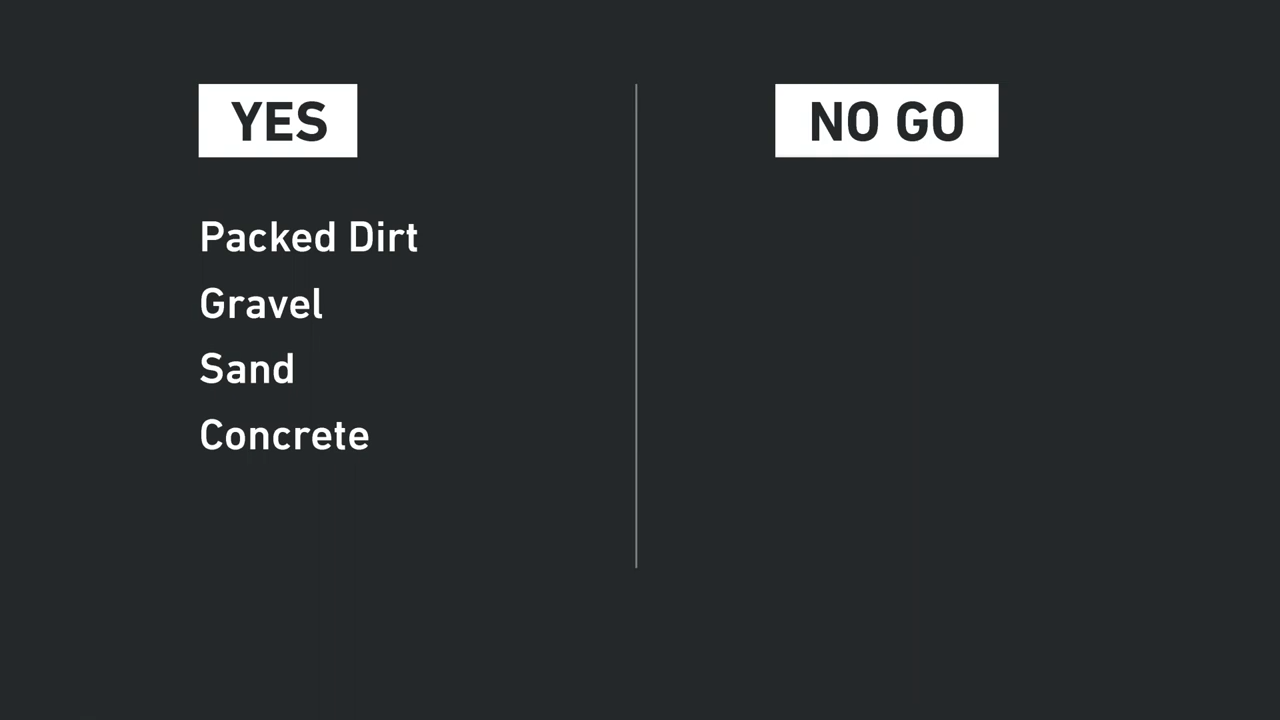 YES
Packed Dirt
Gravel
Sand
Concrete
NO GO